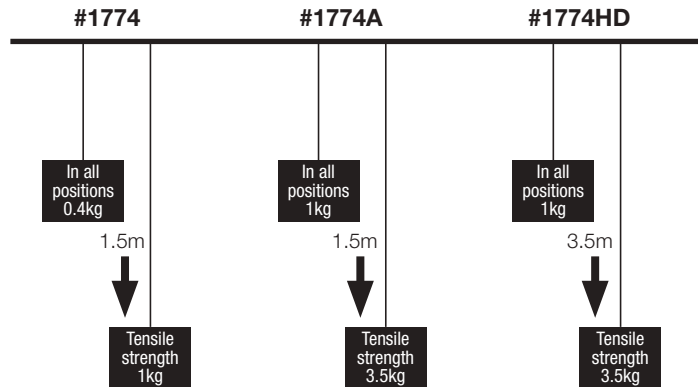 #1774
#1774A
#1774HD
In all
positions
0.4kg
In all
positions
1kg
In all
positions
1kg
1.5m
1.5m
3.5m
Tensile
strength
1kg
Tensile
strength
3.5kg
Tensile
strength
3.5kg